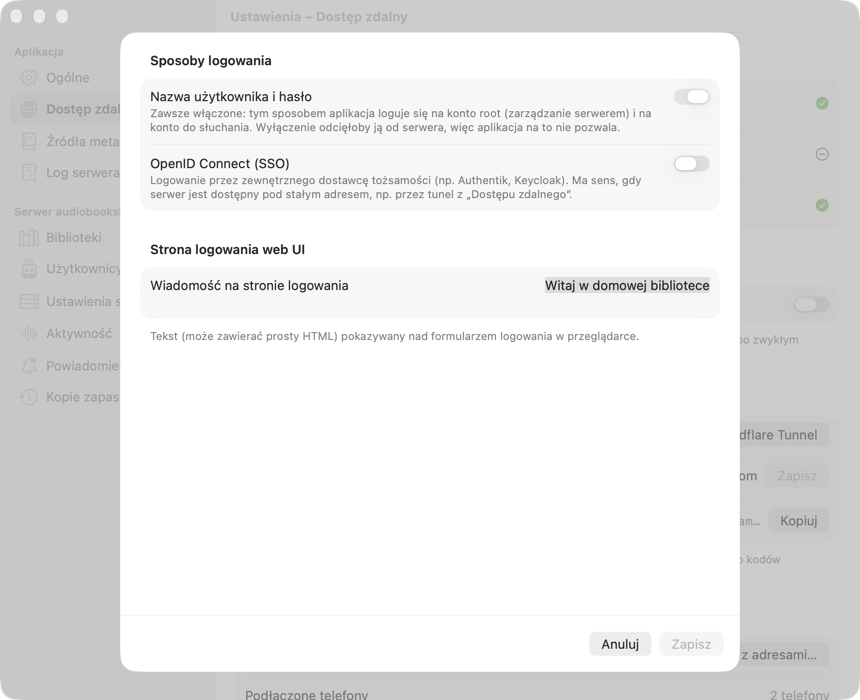 Ustawienia – Dostęp zdalny
Aplikacja
Ogólne
Dostęp zdal
Źródła meta
Log serwera
Serwer audiobooksl
Biblioteki
Użytkownicy
Ustawienia s
Aktywność
Powiadomie
Kopie zapas
Sposoby logowania
Nazwa użytkownika i hasło
Zawsze włączone: tym sposobem aplikacja loguje się na konto root (zarządzanie serwerem) i na
konto do słuchania. Wyłączenie odcięłoby ją od serwera, więc aplikacja na to nie pozwala.
OpenID Connect (SSO)
Logowanie przez zewnętrznego dostawcę tożsamości (np. Authentik, Keycloak). Ma sens, gdy
serwer jest dostępny pod stałym adresem, np. przez tunel z „Dostępu zdalnego”.
Strona logowania web UI
Wiadomość na stronie logowania
Witaj w domowej bibliotece
Tekst (może zawierać prosty HTML) pokazywany nad formularzem logowania w przeglądarce.
Anuluj
Zapisz
po zwykłym
dflare Tunnel
om
Zapisz
am…
Kopiuj
kodów
z adresami…
Podłączone telefony
2 telefony